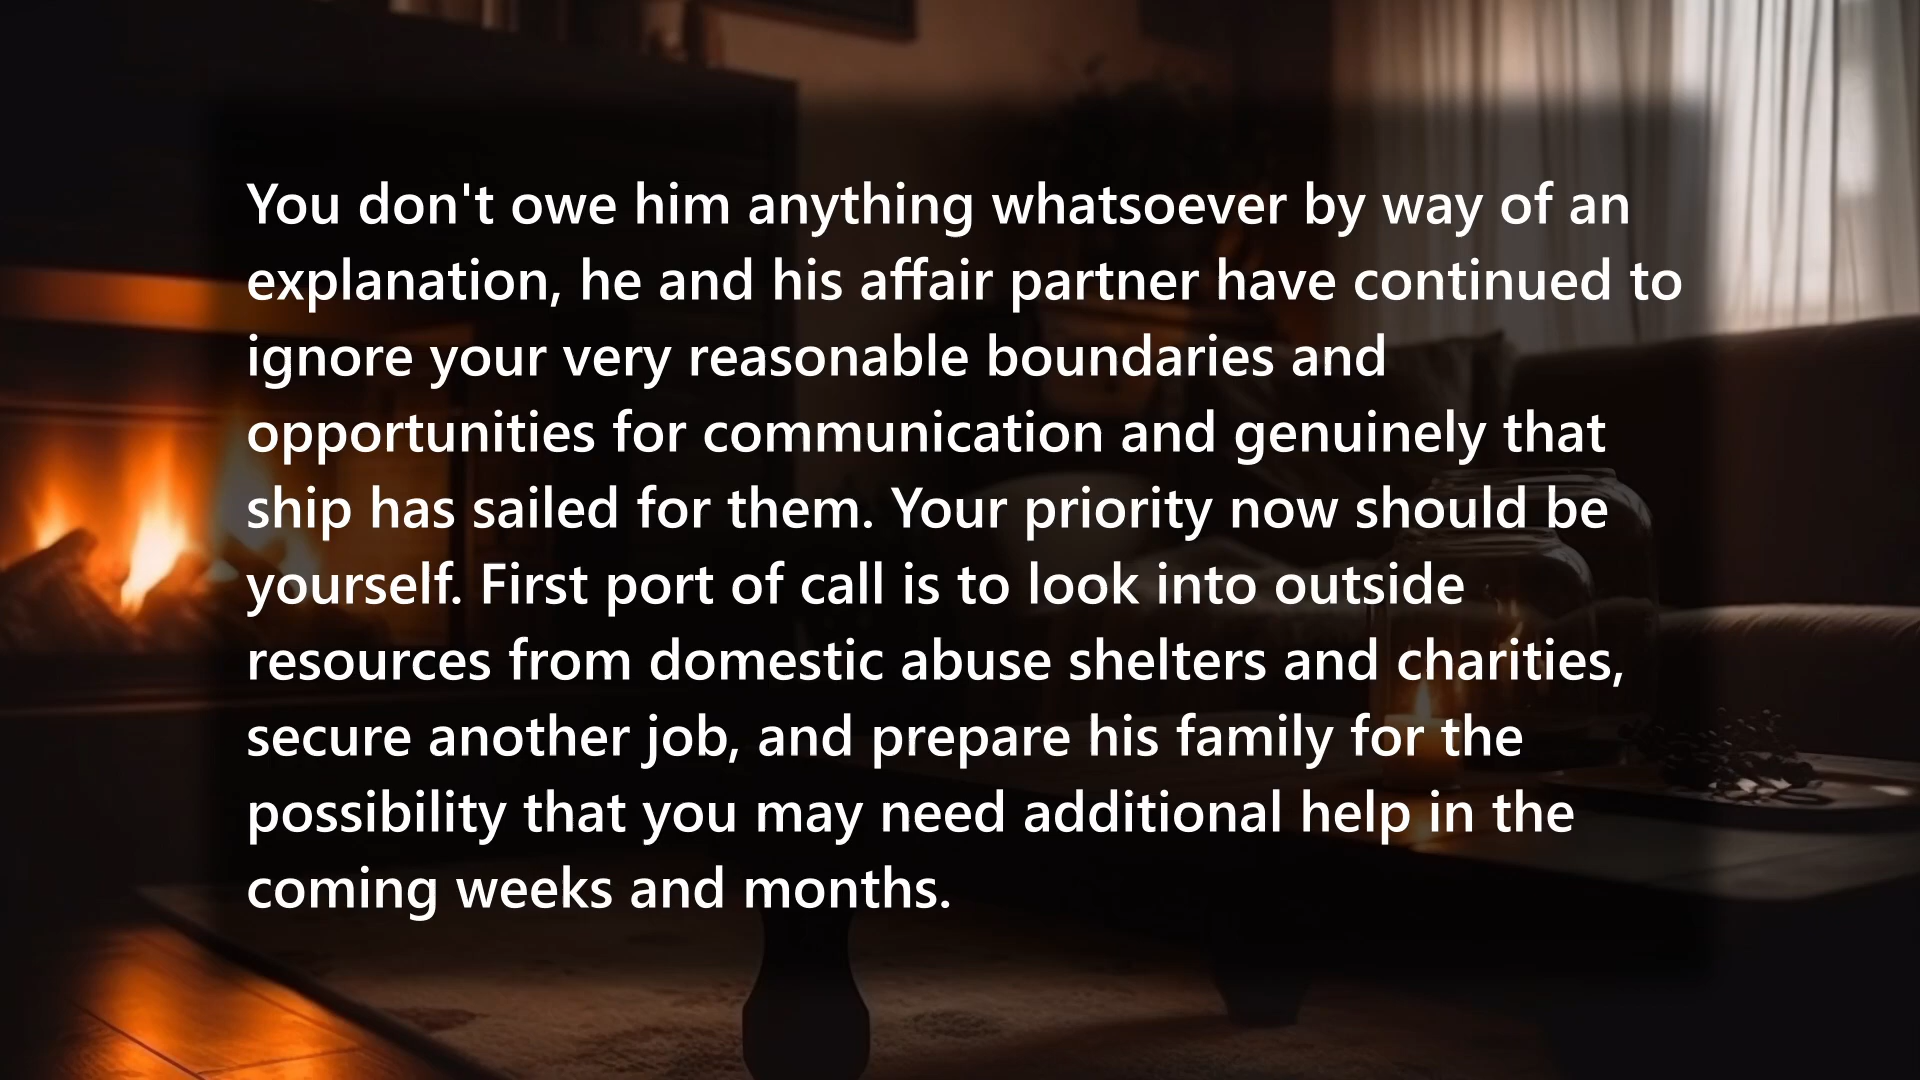 You don't owe him anything whatsoever by way of an
explanation, he and his affair partner have continued to
ignore your very reasonable boundaries and
opportunities for communication and genuinely that
ship has sailed for them. Your priority now should be
yourself. First port of call is to look into outside
resources from domestic abuse shelters and charities,
secure another job, and prepare his family for the
possibility that you may need additional help in the
coming weeks and months.